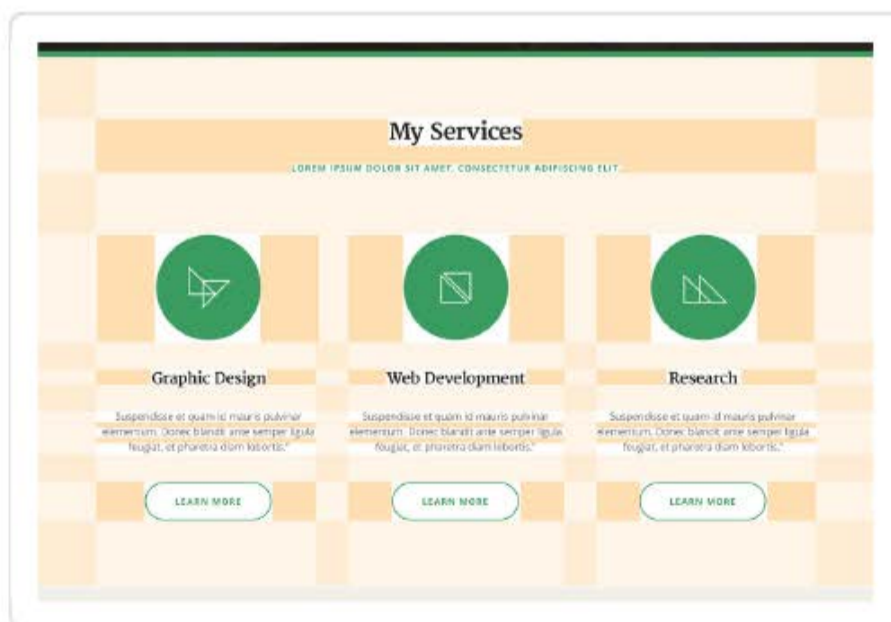 My Services
LOREM IPSUM DOLOR SIT AMET, CONSECTETUR ADIPISCING ELIT.
Graphic Design
Suspendisse et quam id mauris pulvinar
elementum. Donec blandit ante semper ligula
feugiat, et pharetra diam lobortis."
LEARN MORE
Web Development
Suspendisse et quam id mauris pulvinar
elementum. Donec blandit ante semper ligula
feugiat, et pharetra diam lobortis."
LEARN MORE
Research
Suspendisse et quam id mauris pulvinar
elementum. Donec blandit ante semper ligula
feugiat, et pharetra diam lobortis."
LEARN MORE